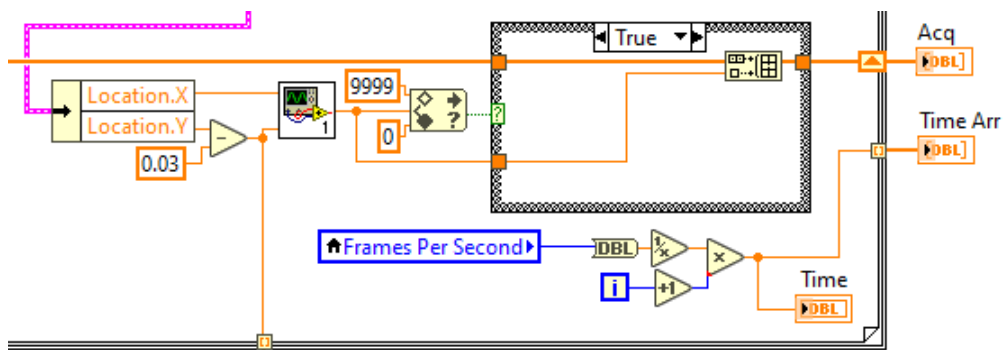 True
Acq
DBL]
9999
Location.X
Location.Y
1
?
?
0
0.03
Time Arr
DBL]
Frames Per Second
DBL
1/x
x
i
+1
Time
DBL